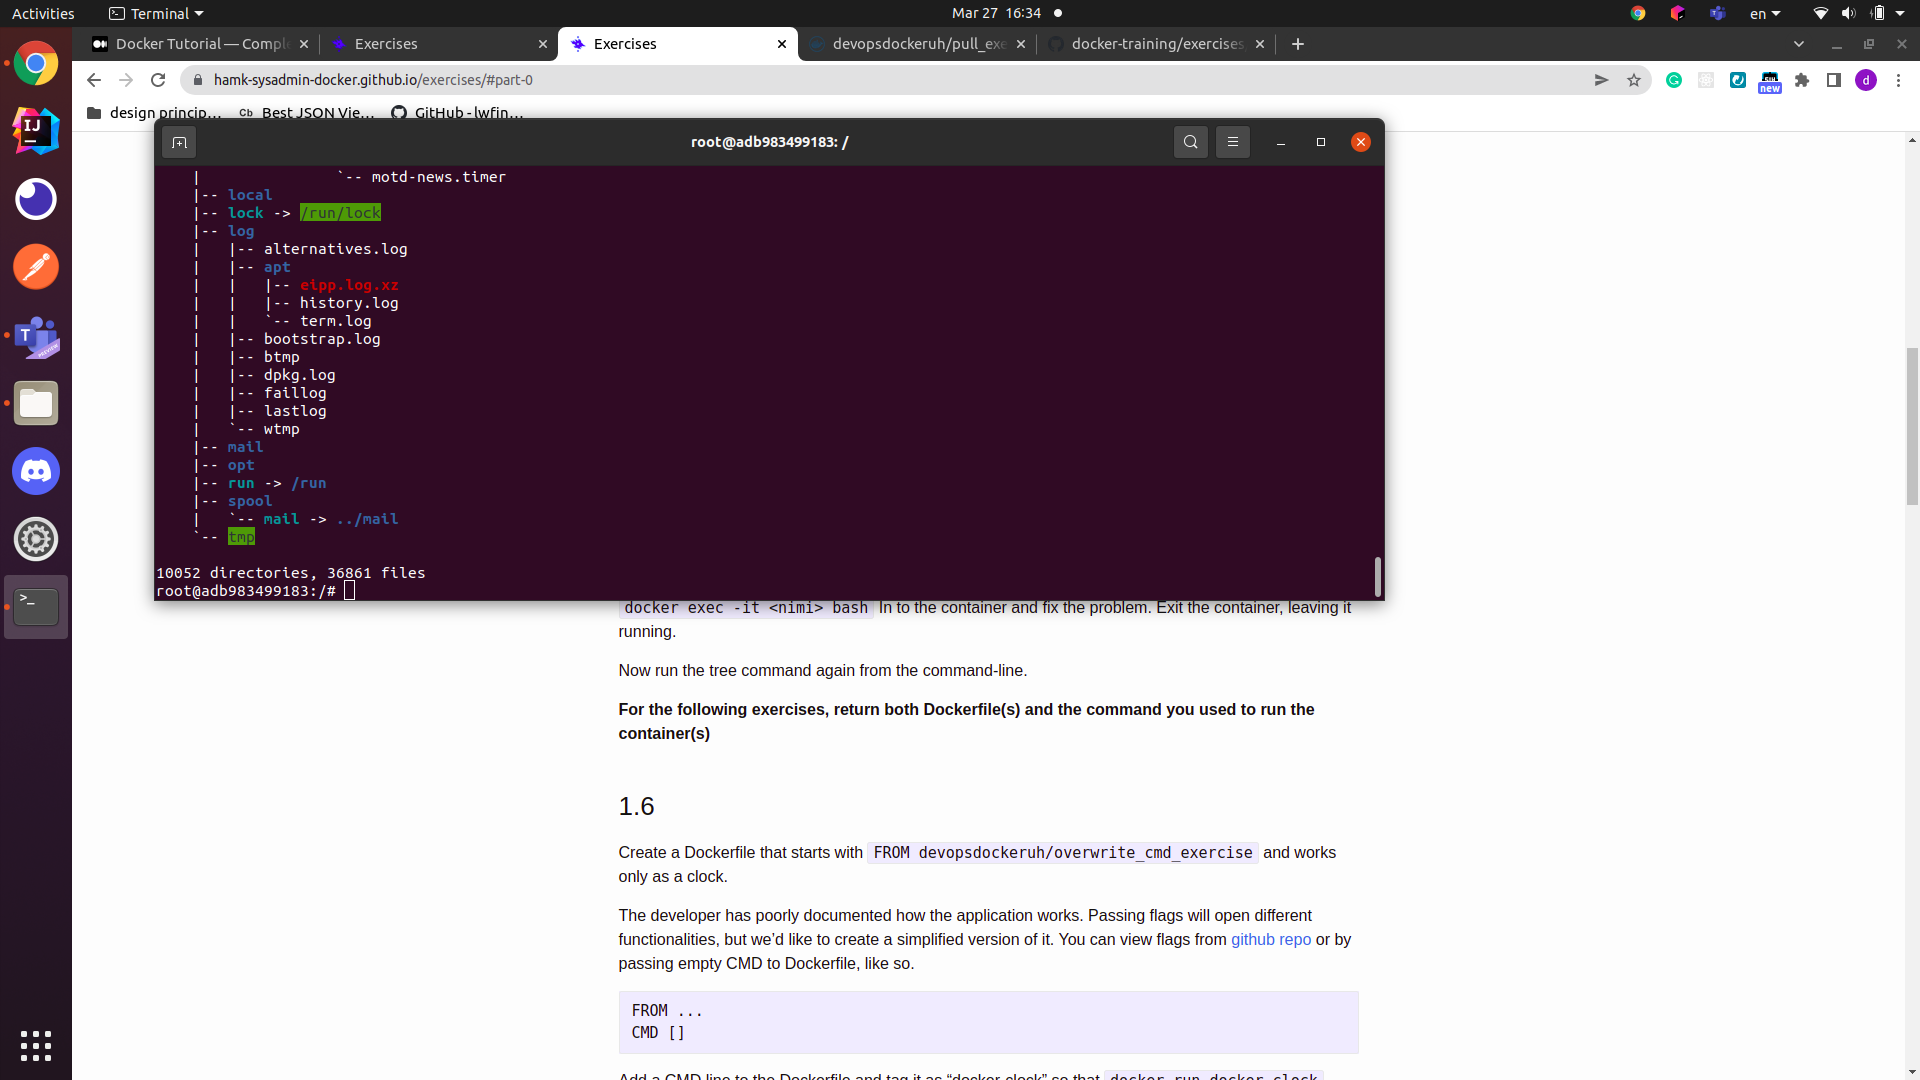 Activities Terminal Mar 27 16:34 en
Docker Tutorial — Comple Exercises Exercises devopsdockeruh/pull_exe docker-training/exercises
hamk-sysadmin-docker.github.io/exercises/#part-0 new d
design princip... Cb Best JSON Vie... GitHub - lwfin...
root@adb983499183: /
|               `-- motd-news.timer
|-- local
|-- lock -> /run/lock
|-- log
|   |-- alternatives.log
|   |-- apt
|   |   |-- eipp.log.xz
|   |   |-- history.log
|   |   `-- term.log
|   |-- bootstrap.log
|   |-- btmp
|   |-- dpkg.log
|   |-- faillog
|   |-- lastlog
|   `-- wtmp
|-- mail
|-- opt
|-- run -> /run
|-- spool
|   `-- mail -> ../mail
`-- tmp
10052 directories, 36861 files
root@adb983499183:/#
docker exec -it <nimi> bash In to the container and fix the problem. Exit the container, leaving it
running.
Now run the tree command again from the command-line.
For the following exercises, return both Dockerfile(s) and the command you used to run the
container(s)
1.6
Create a Dockerfile that starts with FROM devopsdockeruh/overwrite_cmd_exercise and works
only as a clock.
The developer has poorly documented how the application works. Passing flags will open different
functionalities, but we’d like to create a simplified version of it. You can view flags from github repo or by
passing empty CMD to Dockerfile, like so.
FROM ...
CMD []
Add a CMD line to the Dockerfile and tag it as “docker-clock” so that docker run docker-clock